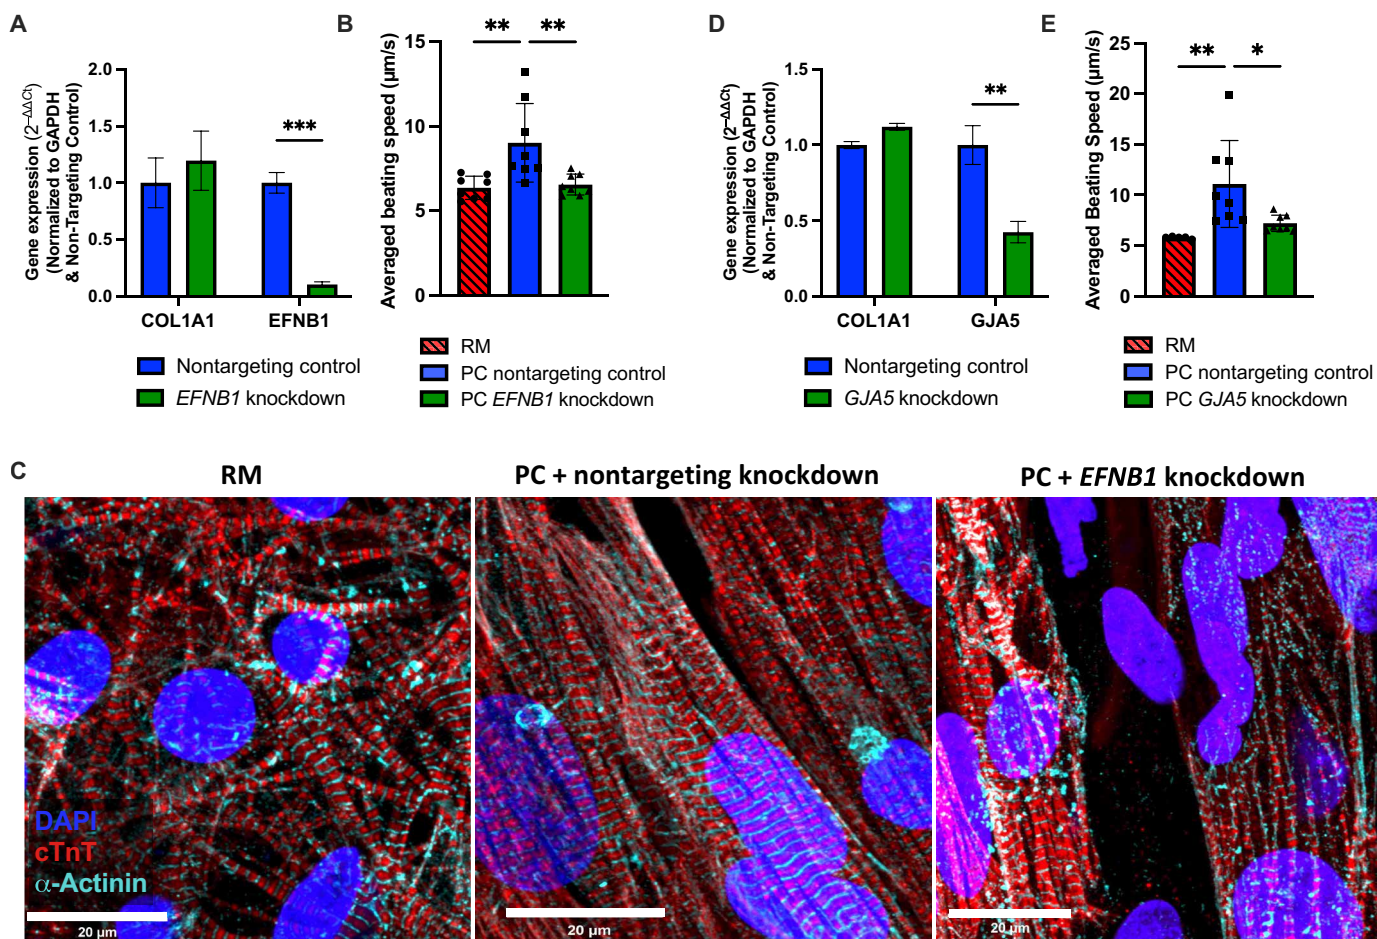 A
Gene expression (2^–ΔΔCt)
(Normalized to GAPDH
& Non-Targeting Control)
2.0
1.5
1.0
0.5
0.0
***
COL1A1 EFNB1
Nontargeting control
EFNB1 knockdown
B
Averaged beating speed (µm/s)
15
10
5
0
** **
RM
PC nontargeting control
PC EFNB1 knockdown
D
Gene expression (2^–ΔΔCt)
(Normalized to GAPDH
& Non-Targeting Control)
1.5
1.0
0.5
0.0
**
COL1A1 GJA5
Nontargeting control
GJA5 knockdown
E
Averaged Beating Speed (µm/s)
25
20
15
10
5
0
** *
RM
PC nontargeting control
PC GJA5 knockdown
C
RM
PC + nontargeting knockdown
PC + EFNB1 knockdown
DAPI
cTnT
α-Actinin
20 µm
20 µm
20 µm